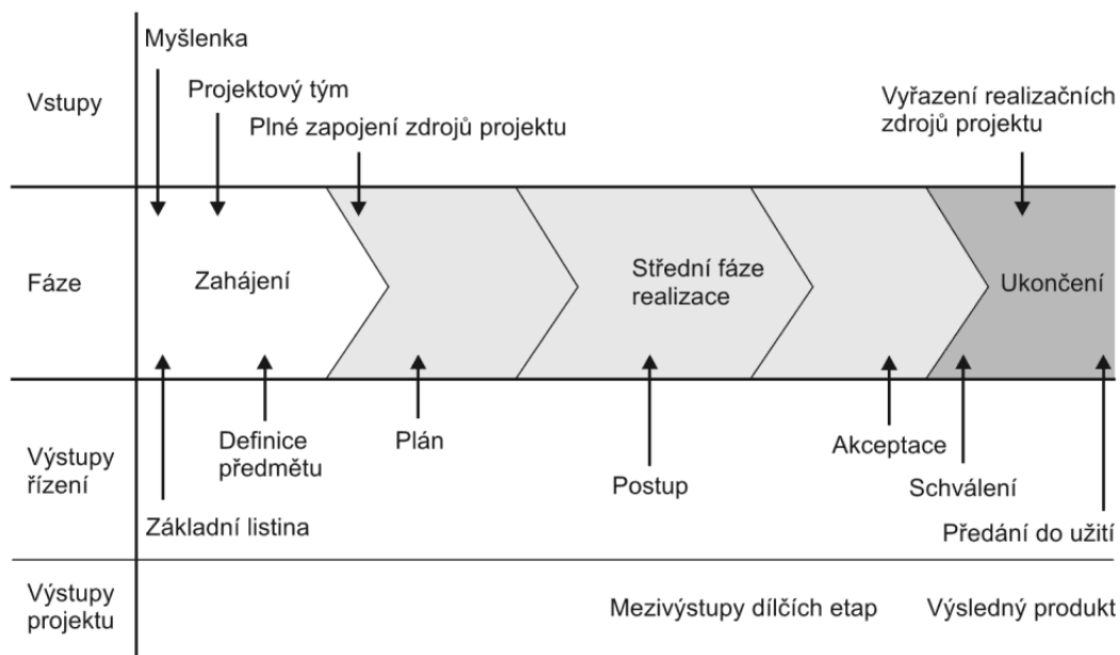 Myšlenka
Projektový tým
Plné zapojení zdrojů projektu
Vstupy
Vyřazení realizačních
zdrojů projektu
Fáze
Zahájení
Střední fáze
realizace
Ukončení
Výstupy
řízení
Definice
předmětu
Plán
Postup
Akceptace
Schválení
Základní listina
Předání do užití
Výstupy
projektu
Mezivýstupy dílčích etap
Výsledný produkt